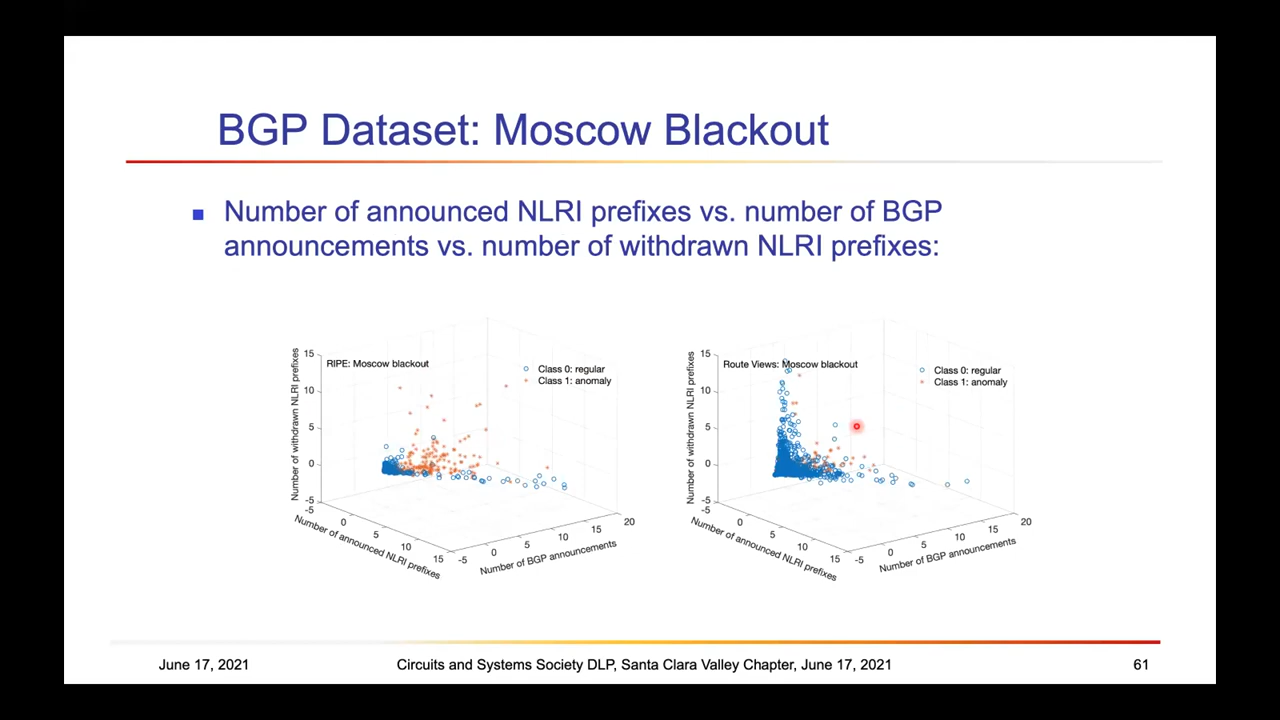 BGP Dataset: Moscow Blackout
Number of announced NLRI prefixes vs. number of BGP
announcements vs. number of withdrawn NLRI prefixes:
RIPE: Moscow blackout
Class 0: regular
Class 1: anomaly
Number of withdrawn NLRI prefixes
15
10
5
0
-5
-5
0
5
10
15
Number of announced NLRI prefixes
-5
0
5
10
15
20
Number of BGP announcements
Route Views: Moscow blackout
Class 0: regular
Class 1: anomaly
Number of withdrawn NLRI prefixes
15
10
5
0
-5
-5
0
5
10
15
Number of announced NLRI prefixes
-5
0
5
10
15
20
Number of BGP announcements
June 17, 2021
Circuits and Systems Society DLP, Santa Clara Valley Chapter, June 17, 2021
61